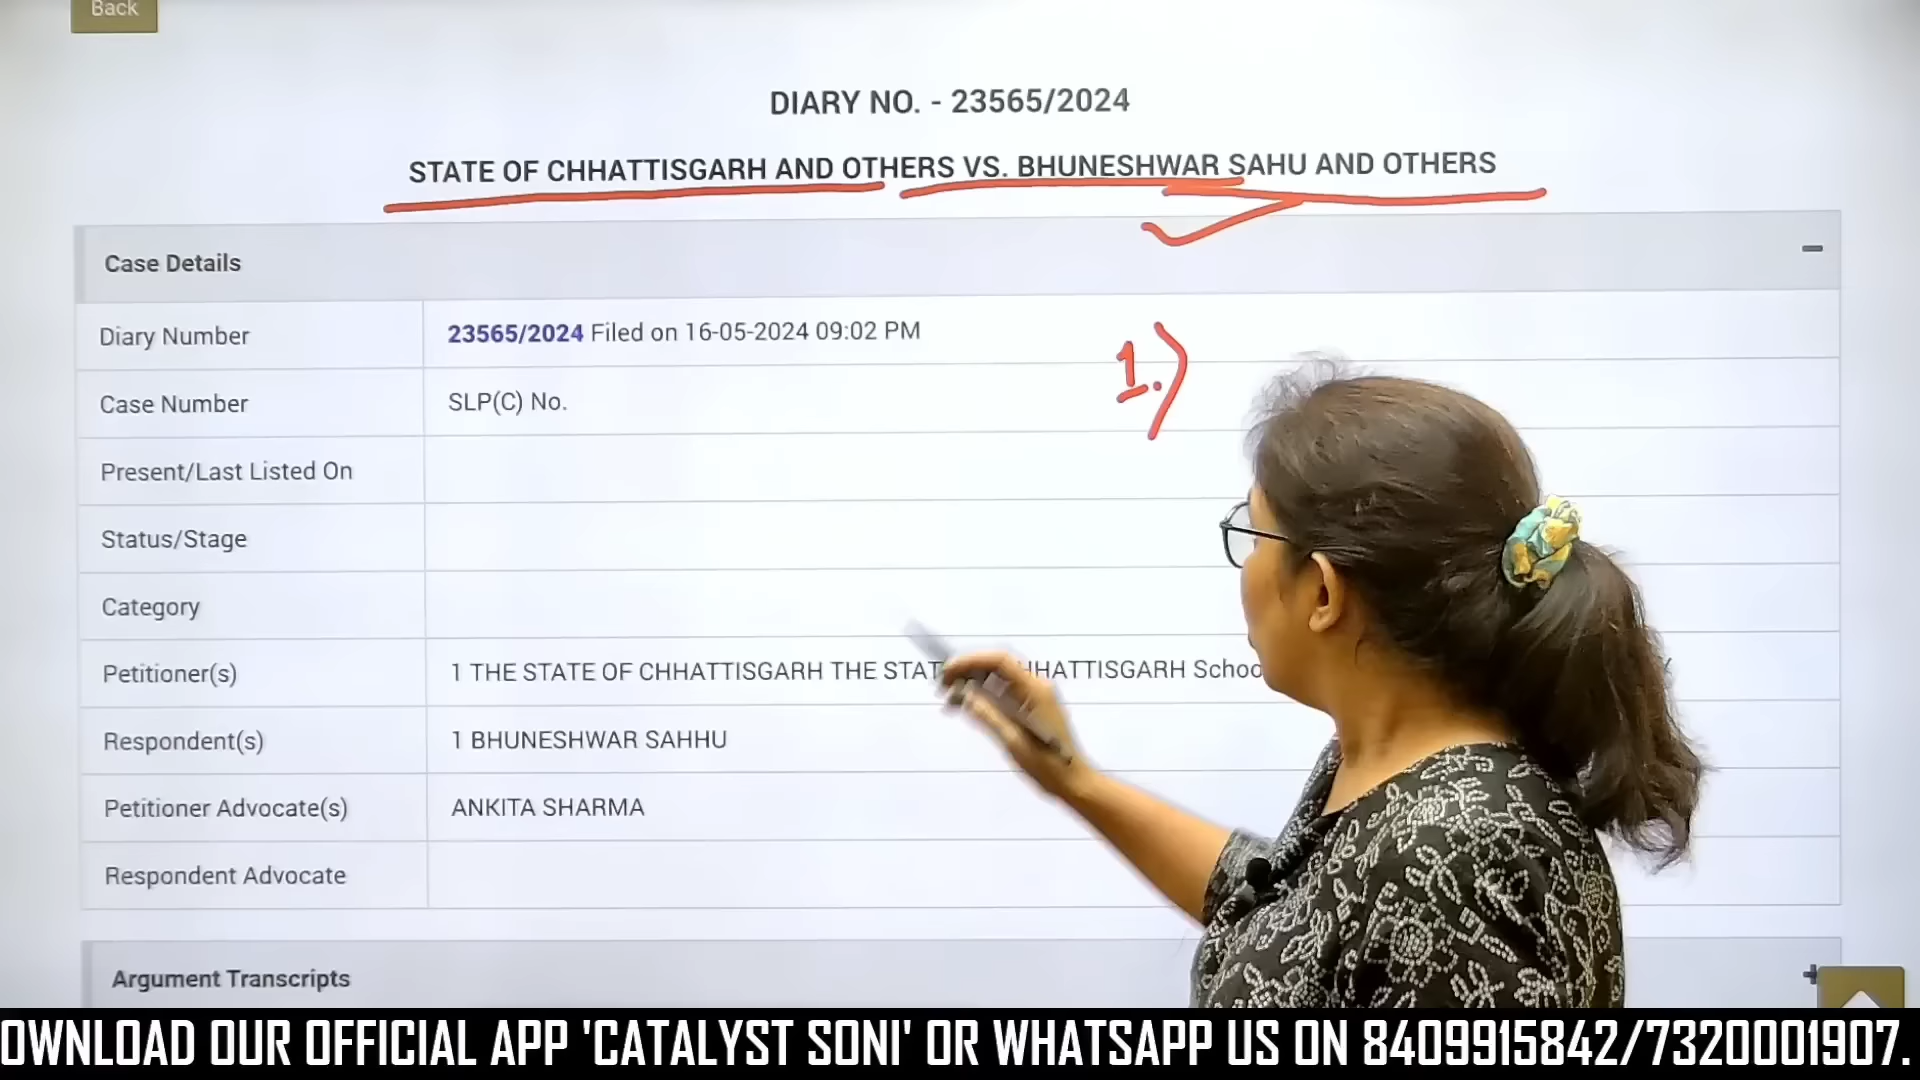 Back
DIARY NO. - 23565/2024
STATE OF CHHATTISGARH AND OTHERS VS. BHUNESHWAR SAHU AND OTHERS
Case Details
Diary Number 23565/2024 Filed on 16-05-2024 09:02 PM
1.)
Case Number SLP(C) No.
Present/Last Listed On
Status/Stage
Category
Petitioner(s) 1 THE STATE OF CHHATTISGARH THE STAT HHATTISGARH Schoo
Respondent(s) 1 BHUNESHWAR SAHHU
Petitioner Advocate(s) ANKITA SHARMA
Respondent Advocate
Argument Transcripts
OWNLOAD OUR OFFICIAL APP 'CATALYST SONI' OR WHATSAPP US ON 8409915842/7320001907.